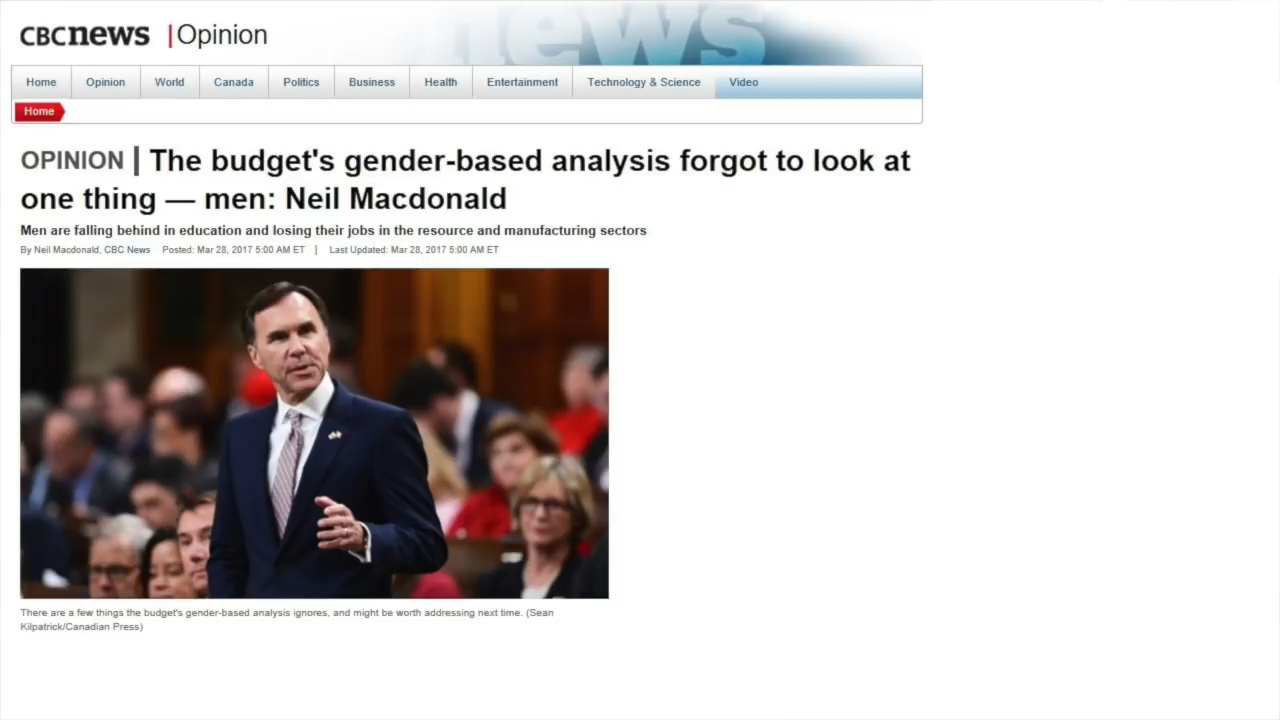 CBCnews | Opinion
Home Opinion World Canada Politics Business Health Entertainment Technology & Science Video
Home
OPINION | The budget's gender-based analysis forgot to look at
one thing — men: Neil Macdonald
Men are falling behind in education and losing their jobs in the resource and manufacturing sectors
By Neil Macdonald, CBC News Posted: Mar 28, 2017 5:00 AM ET | Last Updated: Mar 28, 2017 5:00 AM ET
There are a few things the budget's gender-based analysis ignores, and might be worth addressing next time. (Sean
Kilpatrick/Canadian Press)